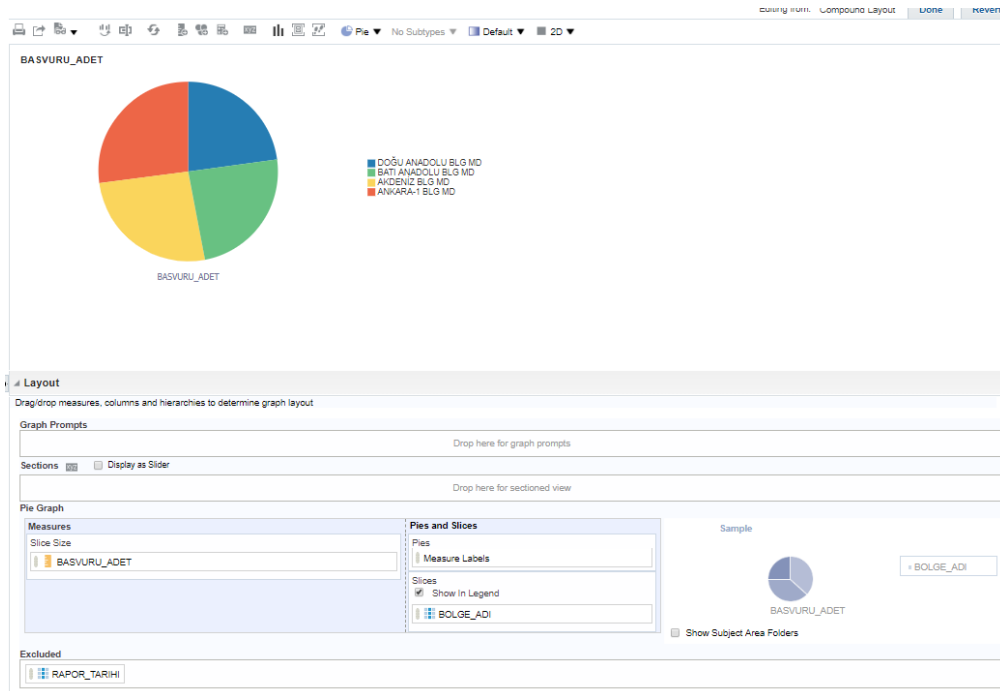 Editing from: Compound Layout Done Revert
Pie No Subtypes Default 2D
BASVURU_ADET
DOĞU ANADOLU BLG MD
BATI ANADOLU BLG MD
AKDENİZ BLG MD
ANKARA-1 BLG MD
BASVURU_ADET
Layout
Drag/drop measures, columns and hierarchies to determine graph layout
Graph Prompts
Drop here for graph prompts
Sections Display as Slider
Drop here for sectioned view
Pie Graph
Measures
Slice Size
BASVURU_ADET
Pies and Slices
Pies
Measure Labels
Slices
Show In Legend
BOLGE_ADI
Sample
BASVURU_ADET
BOLGE_ADI
Show Subject Area Folders
Excluded
RAPOR_TARIHI